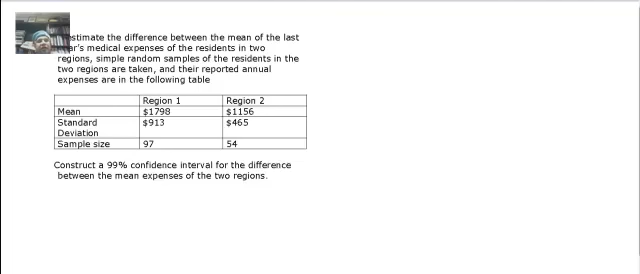 estimate the difference between the mean of the last
ar's medical expenses of the residents in two
regions, simple random samples of the residents in the
two regions are taken, and their reported annual
expenses are in the following table
Region 1 Region 2
Mean $1798 $1156
Standard Deviation $913 $465
Sample size 97 54
Construct a 99% confidence interval for the difference
between the mean expenses of the two regions.